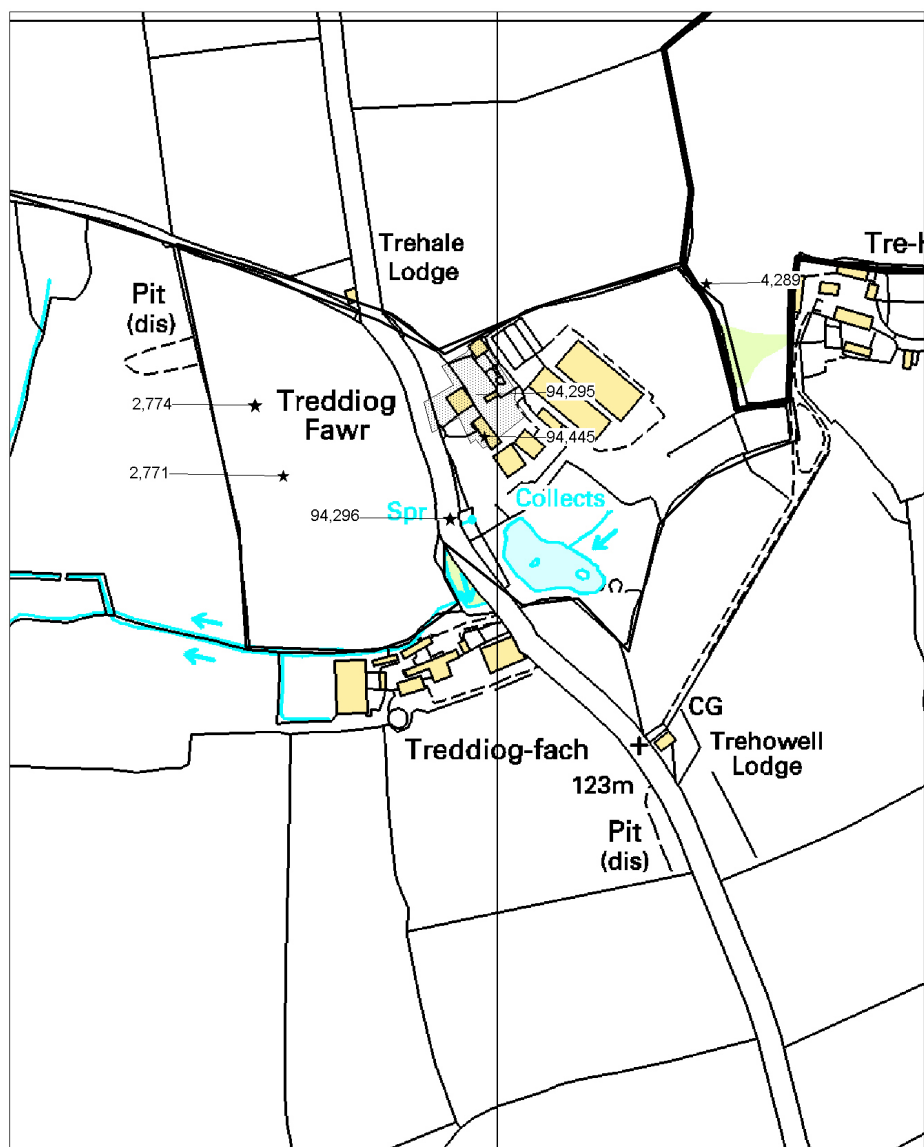 Trehale
Lodge
Tre-H
4,289
Pit
(dis)
2,774
Treddiog
Fawr
94,295
94,445
2,771
94,296
Spr
Collects
CG
Treddiog-fach
Trehowell
Lodge
123m
Pit
(dis)